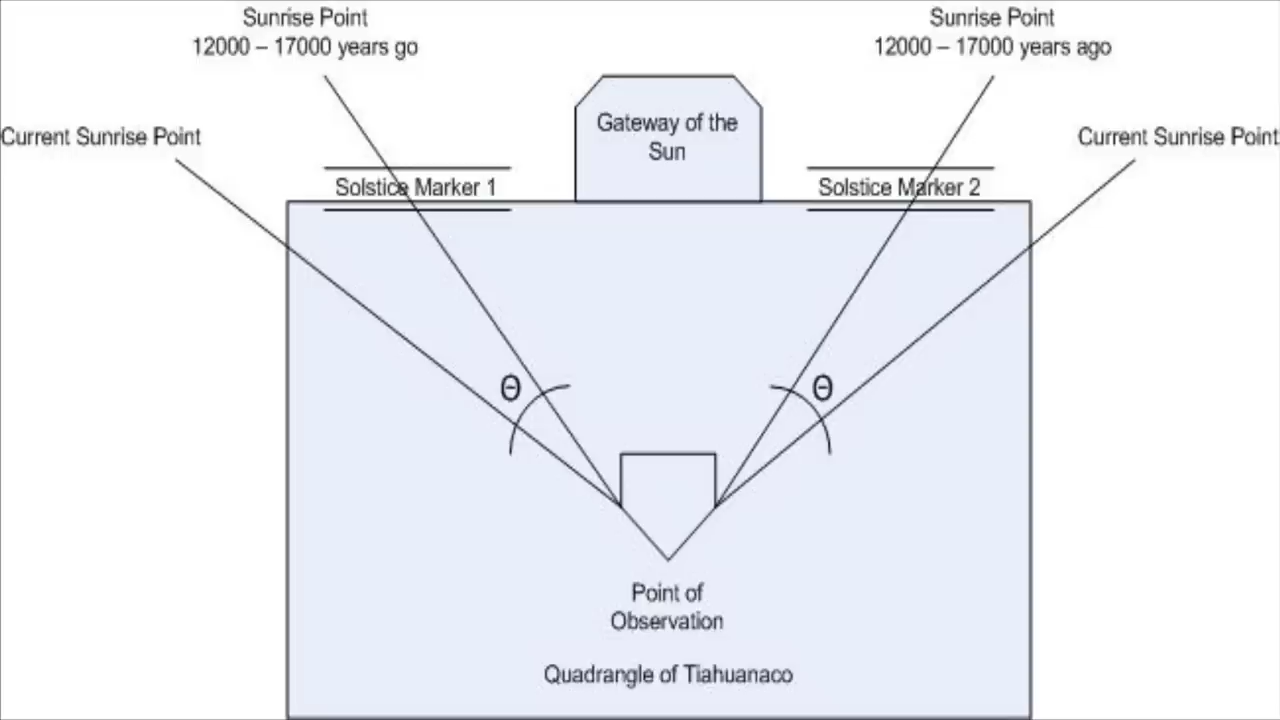 Sunrise Point
12000 – 17000 years go
Sunrise Point
12000 – 17000 years ago
Current Sunrise Point
Gateway of the
Sun
Current Sunrise Point
Solstice Marker 1
Solstice Marker 2
Θ
Θ
Point of
Observation
Quadrangle of Tiahuanaco